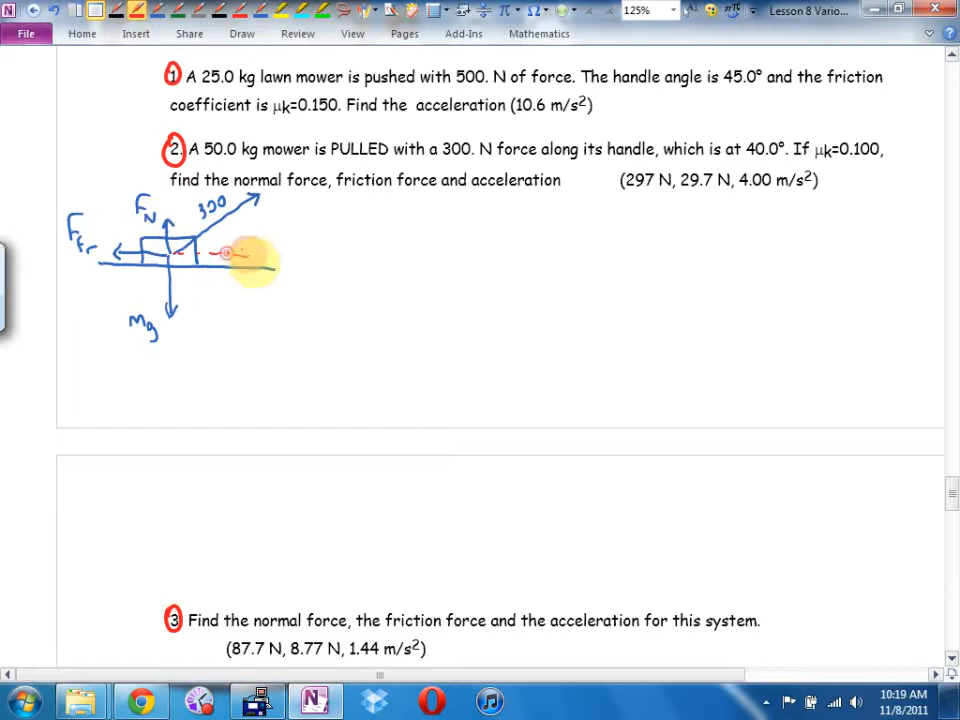 125%
Lesson 8 Vario...
File Home Insert Share Draw Review View Pages Add-Ins Mathematics
1. A 25.0 kg lawn mower is pushed with 500. N of force. The handle angle is 45.0° and the friction
coefficient is μk=0.150. Find the acceleration (10.6 m/s²)
2. A 50.0 kg mower is PULLED with a 300. N force along its handle, which is at 40.0°. If μk=0.100,
find the normal force, friction force and acceleration (297 N, 29.7 N, 4.00 m/s²)
FN
300
Ffr
mg
3 Find the normal force, the friction force and the acceleration for this system.
(87.7 N, 8.77 N, 1.44 m/s²)
10:19 AM
11/8/2011